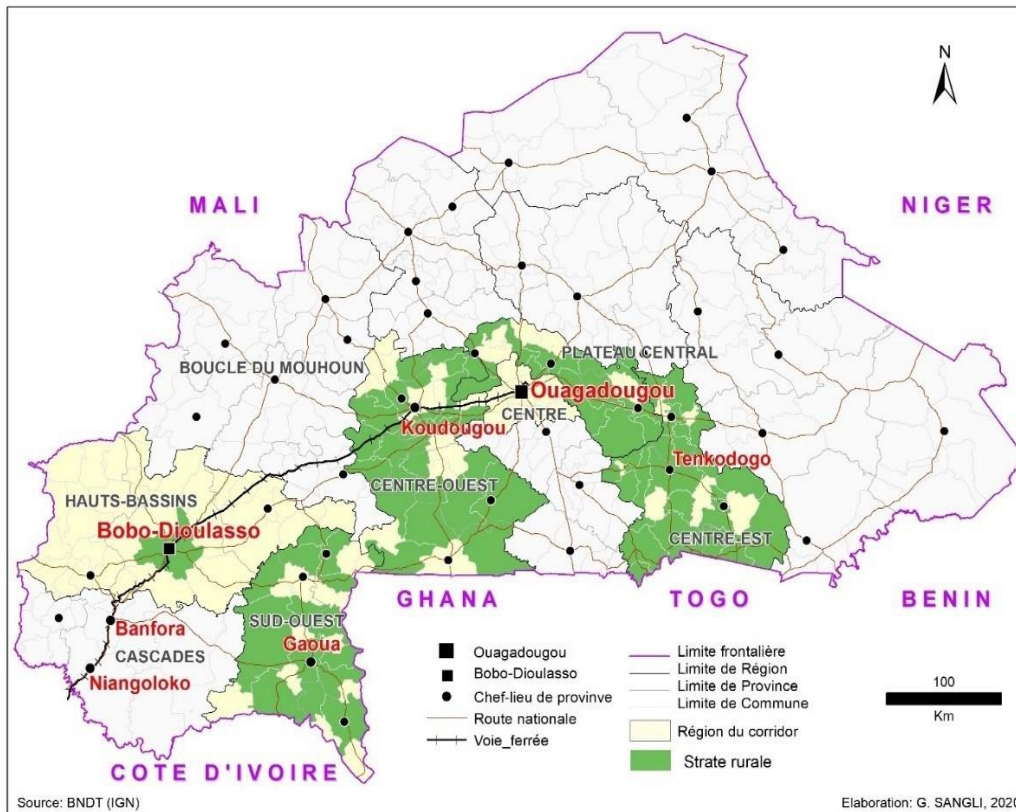 N
MALI
NIGER
BOUCLE DU MOUHOUN
PLATEAU CENTRAL
Ouagadougou
CENTRE
Koudougou
Tenkodogo
CENTRE-OUEST
HAUTS-BASSINS
Bobo-Dioulasso
CENTRE-EST
GHANA
TOGO
BENIN
SUD-OUEST
Gaoua
Banfora
CASCADES
Niangoloko
COTE D'IVOIRE
Ouagadougou
Bobo-Dioulasso
Chef-lieu de provinve
Route nationale
Voie_ferrée
Limite frontalière
Limite de Région
Limite de Province
Limite de Commune
Région du corridor
Strate rurale
100
Km
Source: BNDT (IGN)
Elaboration: G. SANGLI, 2020